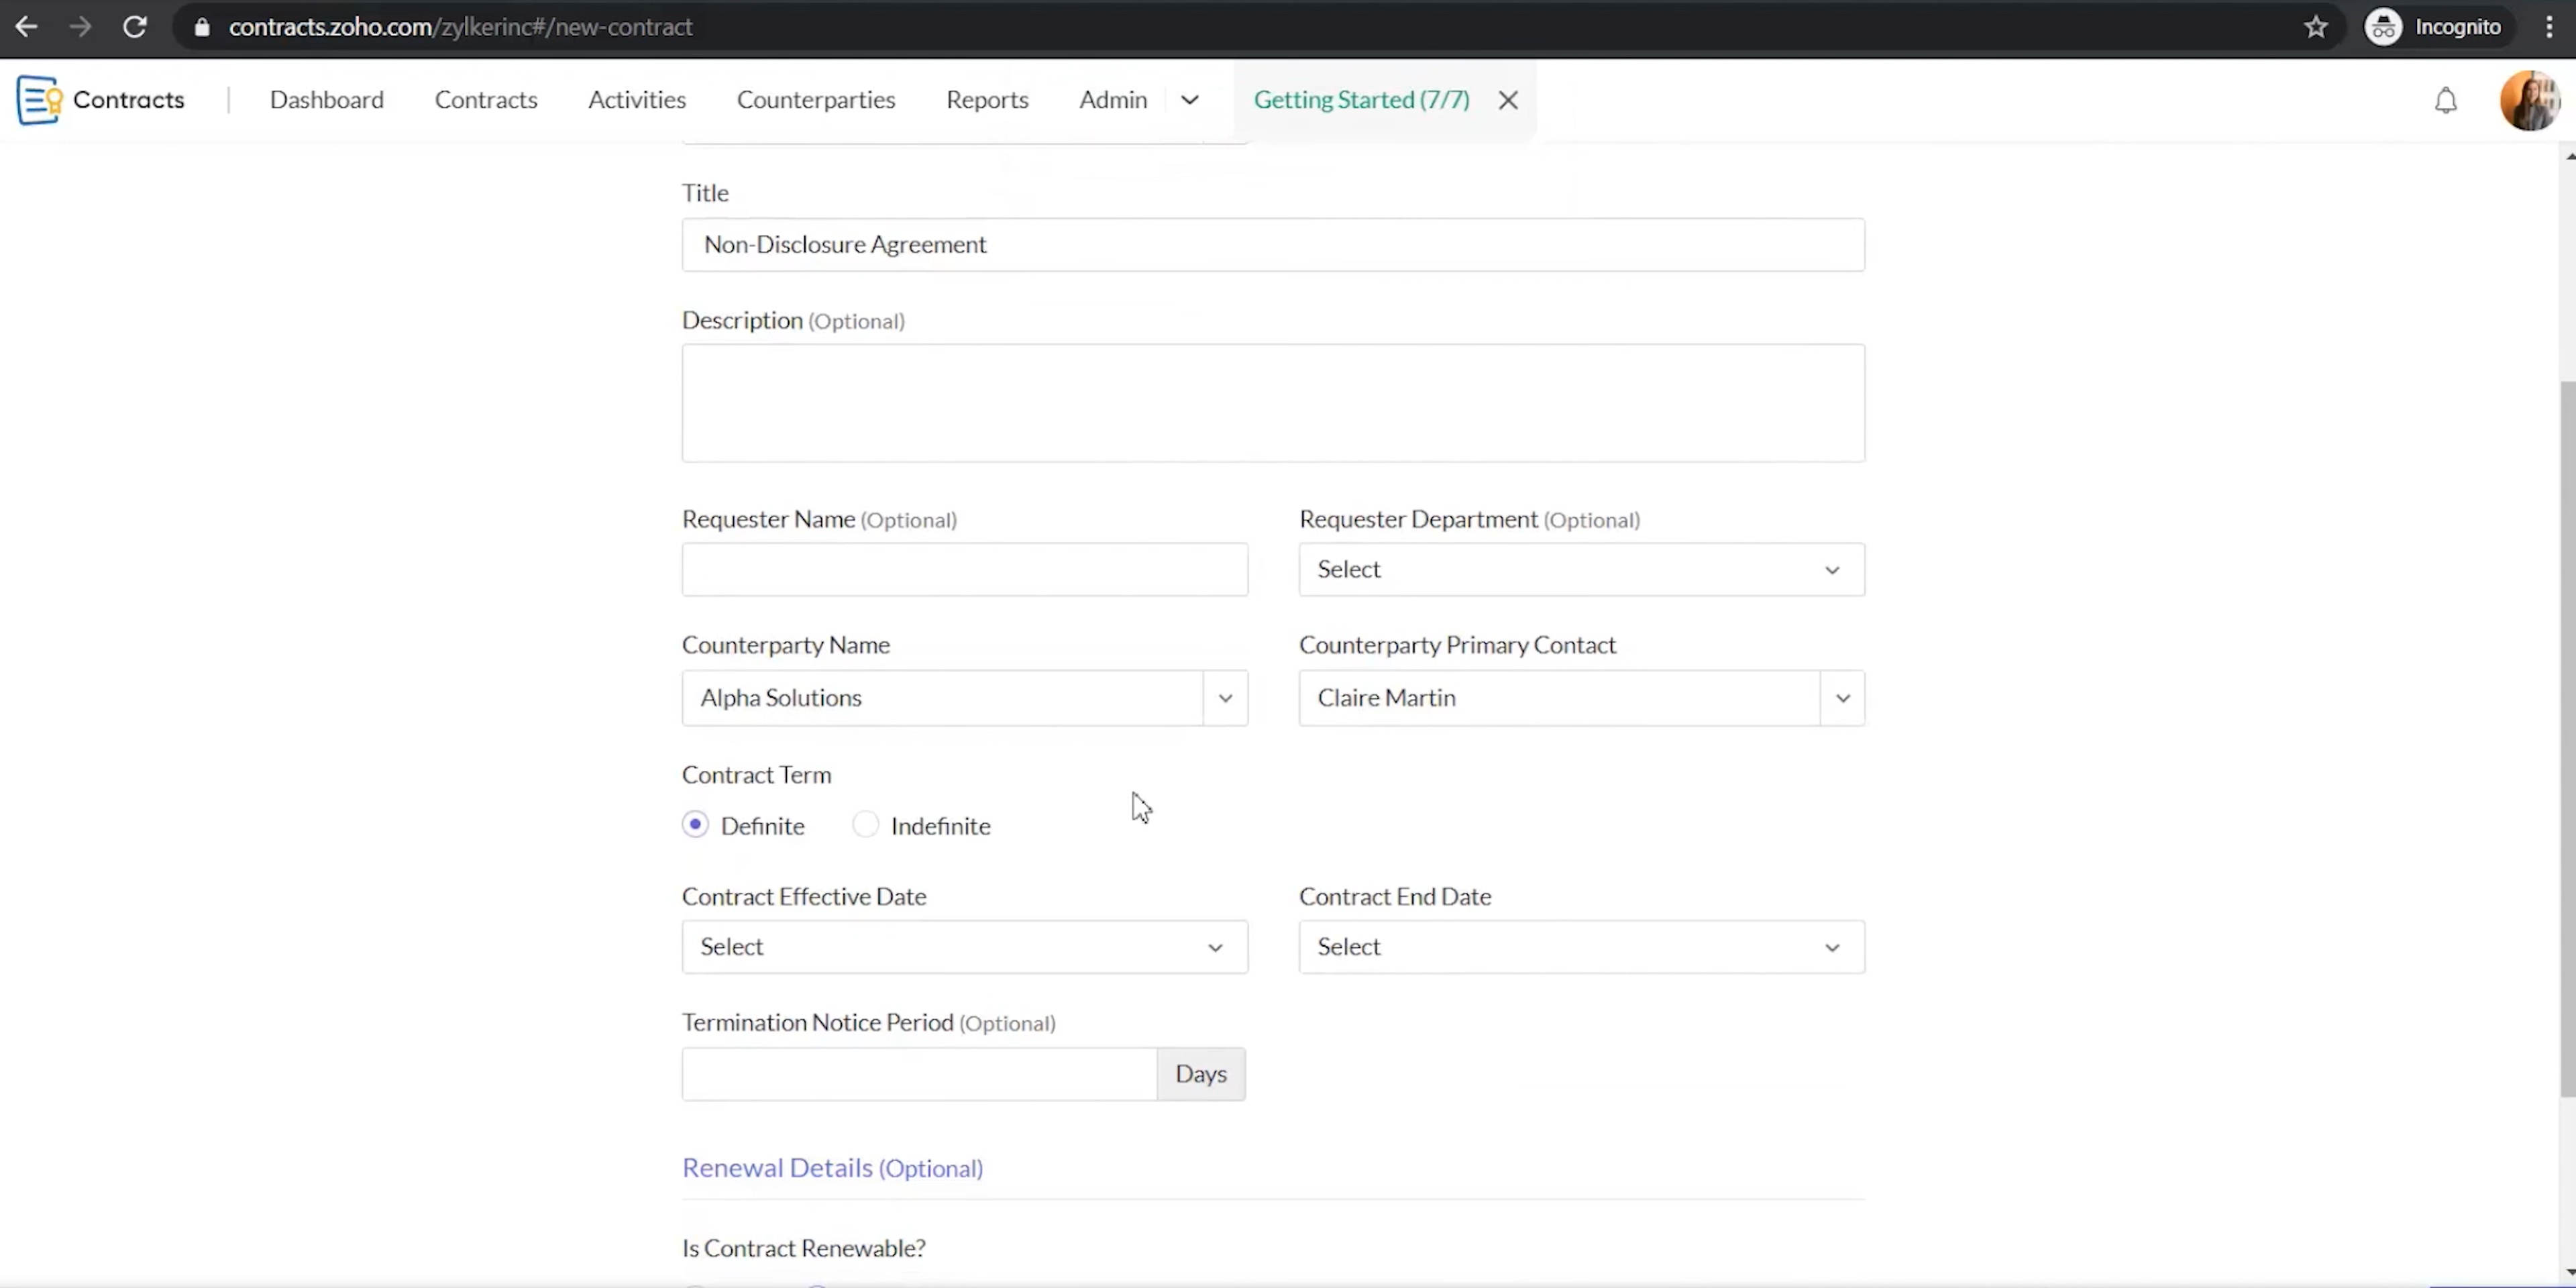 contracts.zoho.com/zylkerinc#/new-contract
Incognito
Contracts
Dashboard
Contracts
Activities
Counterparties
Reports
Admin
Getting Started (7/7)
Title
Non-Disclosure Agreement
Description (Optional)
Requester Name (Optional)
Requester Department (Optional)
Select
Counterparty Name
Counterparty Primary Contact
Alpha Solutions
Claire Martin
Contract Term
Definite
Indefinite
Contract Effective Date
Contract End Date
Select
Select
Termination Notice Period (Optional)
Days
Renewal Details (Optional)
Is Contract Renewable?